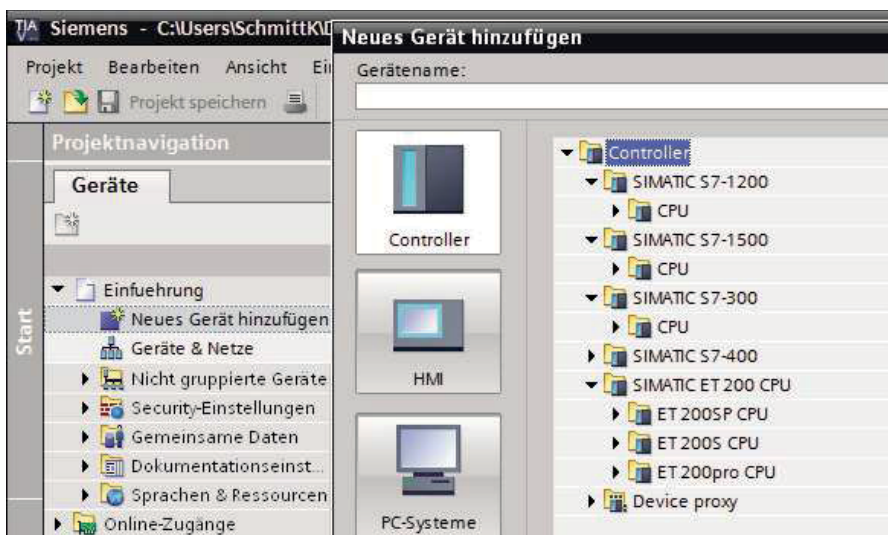 TIA Siemens - C:\Users\SchmittK\D
Projekt Bearbeiten Ansicht Ei
Projekt speichern
Start
Projektnavigation
Geräte
Einfuehrung
Neues Gerät hinzufügen
Geräte & Netze
Nicht gruppierte Geräte
Security-Einstellungen
Gemeinsame Daten
Dokumentationseinst...
Sprachen & Ressourcen
Online-Zugänge
Neues Gerät hinzufügen
Gerätename:
Controller
HMI
PC-Systeme
Controller
SIMATIC S7-1200
CPU
SIMATIC S7-1500
CPU
SIMATIC S7-300
CPU
SIMATIC S7-400
SIMATIC ET 200 CPU
ET 200SP CPU
ET 200S CPU
ET 200pro CPU
Device proxy